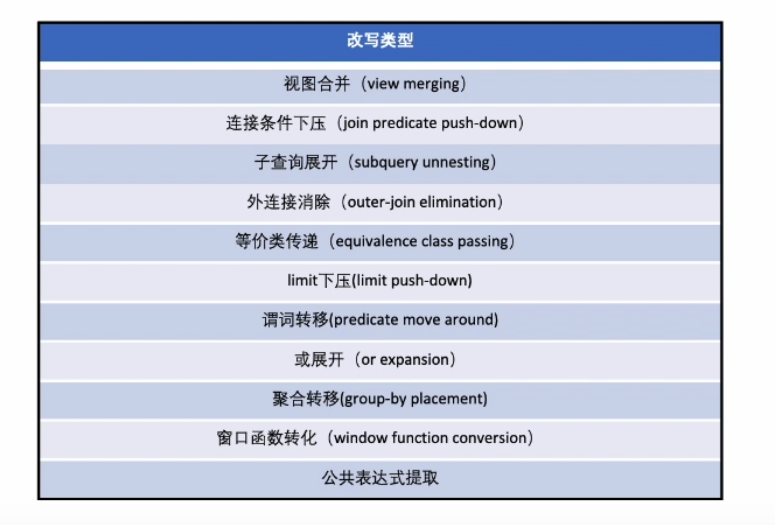 改写类型
视图合并（view merging）
连接条件下压（join predicate push-down）
子查询展开（subquery unnesting）
外连接消除（outer-join elimination）
等价类传递（equivalence class passing）
limit下压(limit push-down)
谓词转移(predicate move around)
或展开（or expansion）
聚合转移(group-by placement)
窗口函数转化（window function conversion）
公共表达式提取